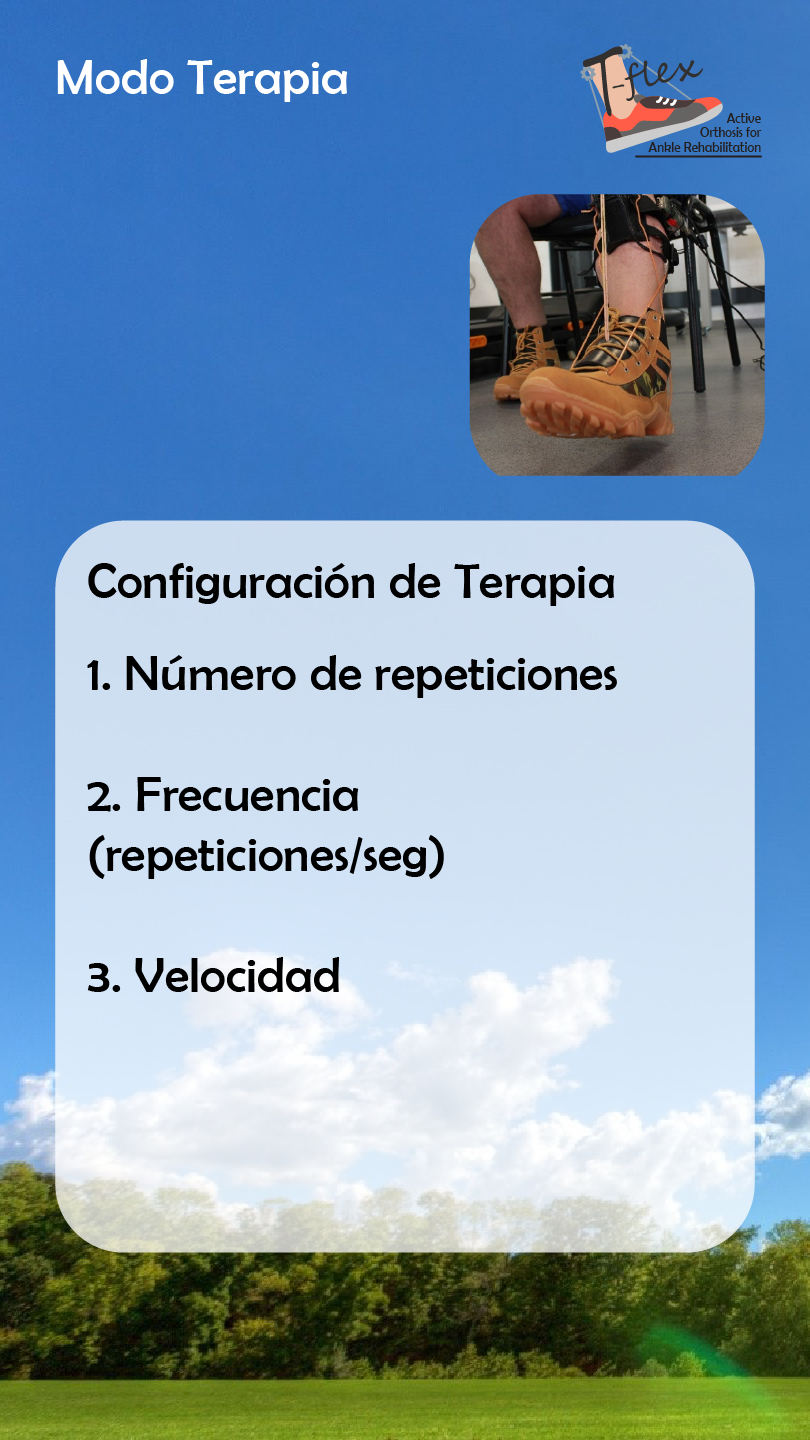 Modo Terapia
T-flex
Active
Orthosis for
Ankle Rehabilitation
Configuración de Terapia
1. Número de repeticiones
2. Frecuencia
(repeticiones/seg)
3. Velocidad